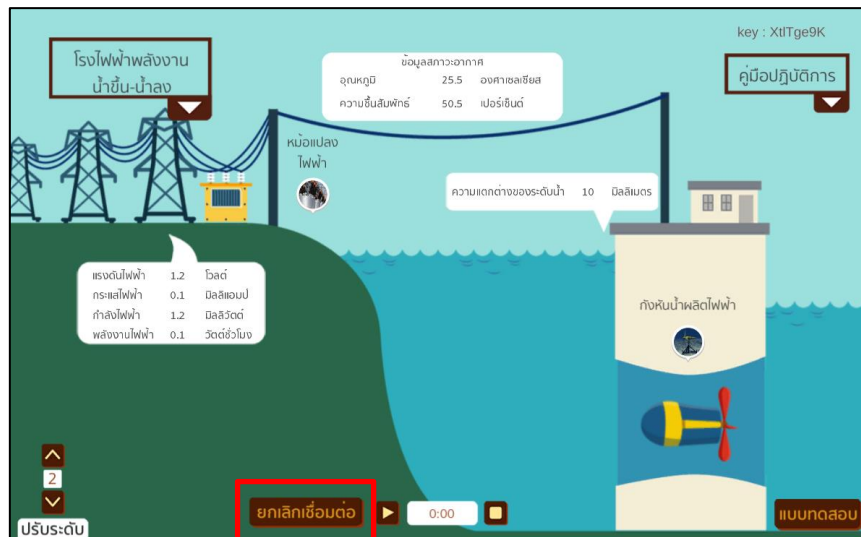 key : XtlTge9K
โรงไฟฟ้าพลังงาน
น้ำขึ้น-น้ำลง
ข้อมูลสภาวะอากาศ
อุณหภูมิ 25.5 องศาเซลเซียส
ความชื้นสัมพัทธ์ 50.5 เปอร์เซ็นต์
คู่มือปฏิบัติการ
หม้อแปลง
ไฟฟ้า
ความแตกต่างของระดับน้ำ 10 มิลลิเมตร
แรงดันไฟฟ้า 1.2 โวลต์
กระแสไฟฟ้า 0.1 มิลลิแอมป์
กำลังไฟฟ้า 1.2 มิลลิวัตต์
พลังงานไฟฟ้า 0.1 วัตต์ชั่วโมง
กังหันน้ำผลิตไฟฟ้า
2
ปรับระดับ
ยกเลิกเชื่อมต่อ
0:00
แบบทดสอบ